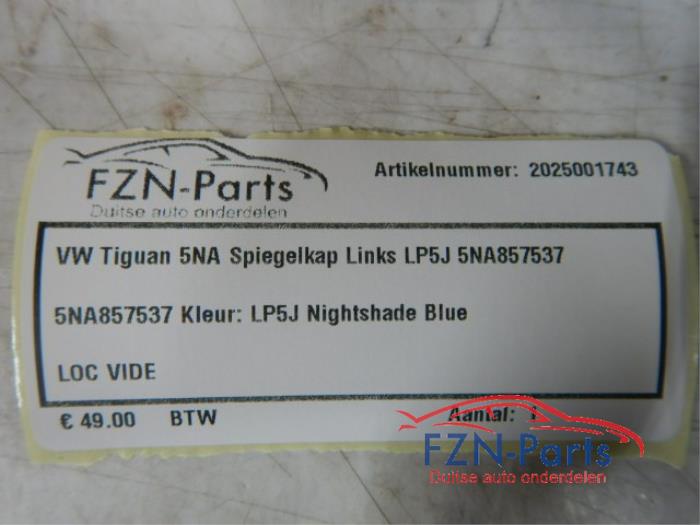 FZN-Parts
Duitse auto onderdelen
Artikelnummer: 2025001743
VW Tiguan 5NA Spiegelkap Links LP5J 5NA857537
5NA857537 Kleur: LP5J Nightshade Blue
LOC VIDE
€ 49.00 BTW Aantal: 1
FZN-Parts
Duitse auto onderdelen